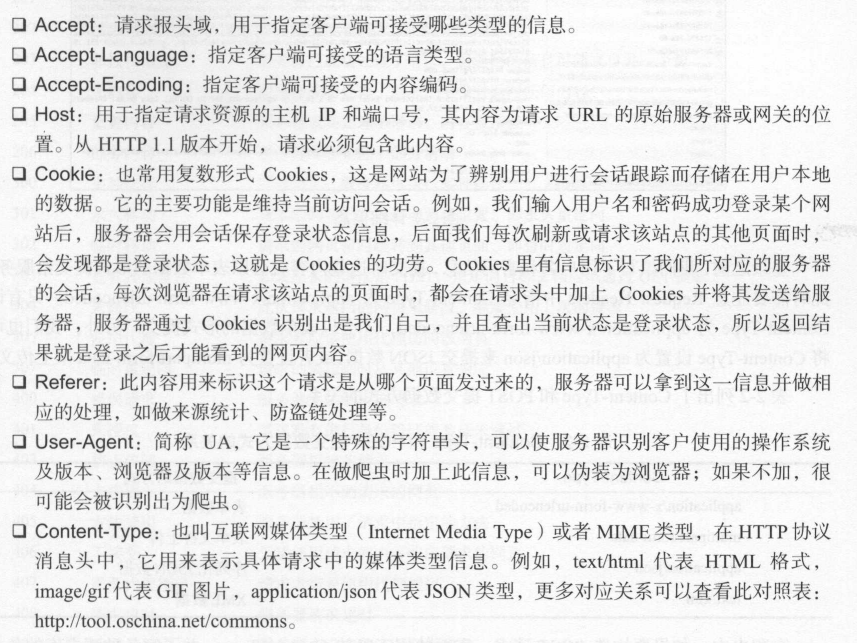 ❑ Accept：请求报头域，用于指定客户端可接受哪些类型的信息。
❑ Accept-Language：指定客户端可接受的语言类型。
❑ Accept-Encoding：指定客户端可接受的内容编码。
❑ Host：用于指定请求资源的主机 IP 和端口号，其内容为请求 URL 的原始服务器或网关的位
置。从 HTTP 1.1 版本开始，请求必须包含此内容。
❑ Cookie：也常用复数形式 Cookies，这是网站为了辨别用户进行会话跟踪而存储在用户本地
的数据。它的主要功能是维持当前访问会话。例如，我们输入用户名和密码成功登录某个网
站后，服务器会用会话保存登录状态信息，后面我们每次刷新或请求该站点的其他页面时，
会发现都是登录状态，这就是 Cookies 的功劳。Cookies 里有信息标识了我们所对应的服务器
的会话，每次浏览器在请求该站点的页面时，都会在请求头中加上 Cookies 并将其发送给服
务器，服务器通过 Cookies 识别出是我们自己，并且查出当前状态是登录状态，所以返回结
果就是登录之后才能看到的网页内容。
❑ Referer：此内容用来标识这个请求是从哪个页面发过来的，服务器可以拿到这一信息并做相
应的处理，如做来源统计、防盗链处理等。
❑ User-Agent：简称 UA，它是一个特殊的字符串头，可以使服务器识别客户使用的操作系统
及版本、浏览器及版本等信息。在做爬虫时加上此信息，可以伪装为浏览器；如果不加，很
可能会被识别出为爬虫。
❑ Content-Type：也叫互联网媒体类型（Internet Media Type）或者 MIME 类型，在 HTTP 协议
消息头中，它用来表示具体请求中的媒体类型信息。例如，text/html 代表 HTML 格式，
image/gif 代表 GIF 图片，application/json 代表 JSON 类型，更多对应关系可以查看此对照表：
http://tool.oschina.net/commons。